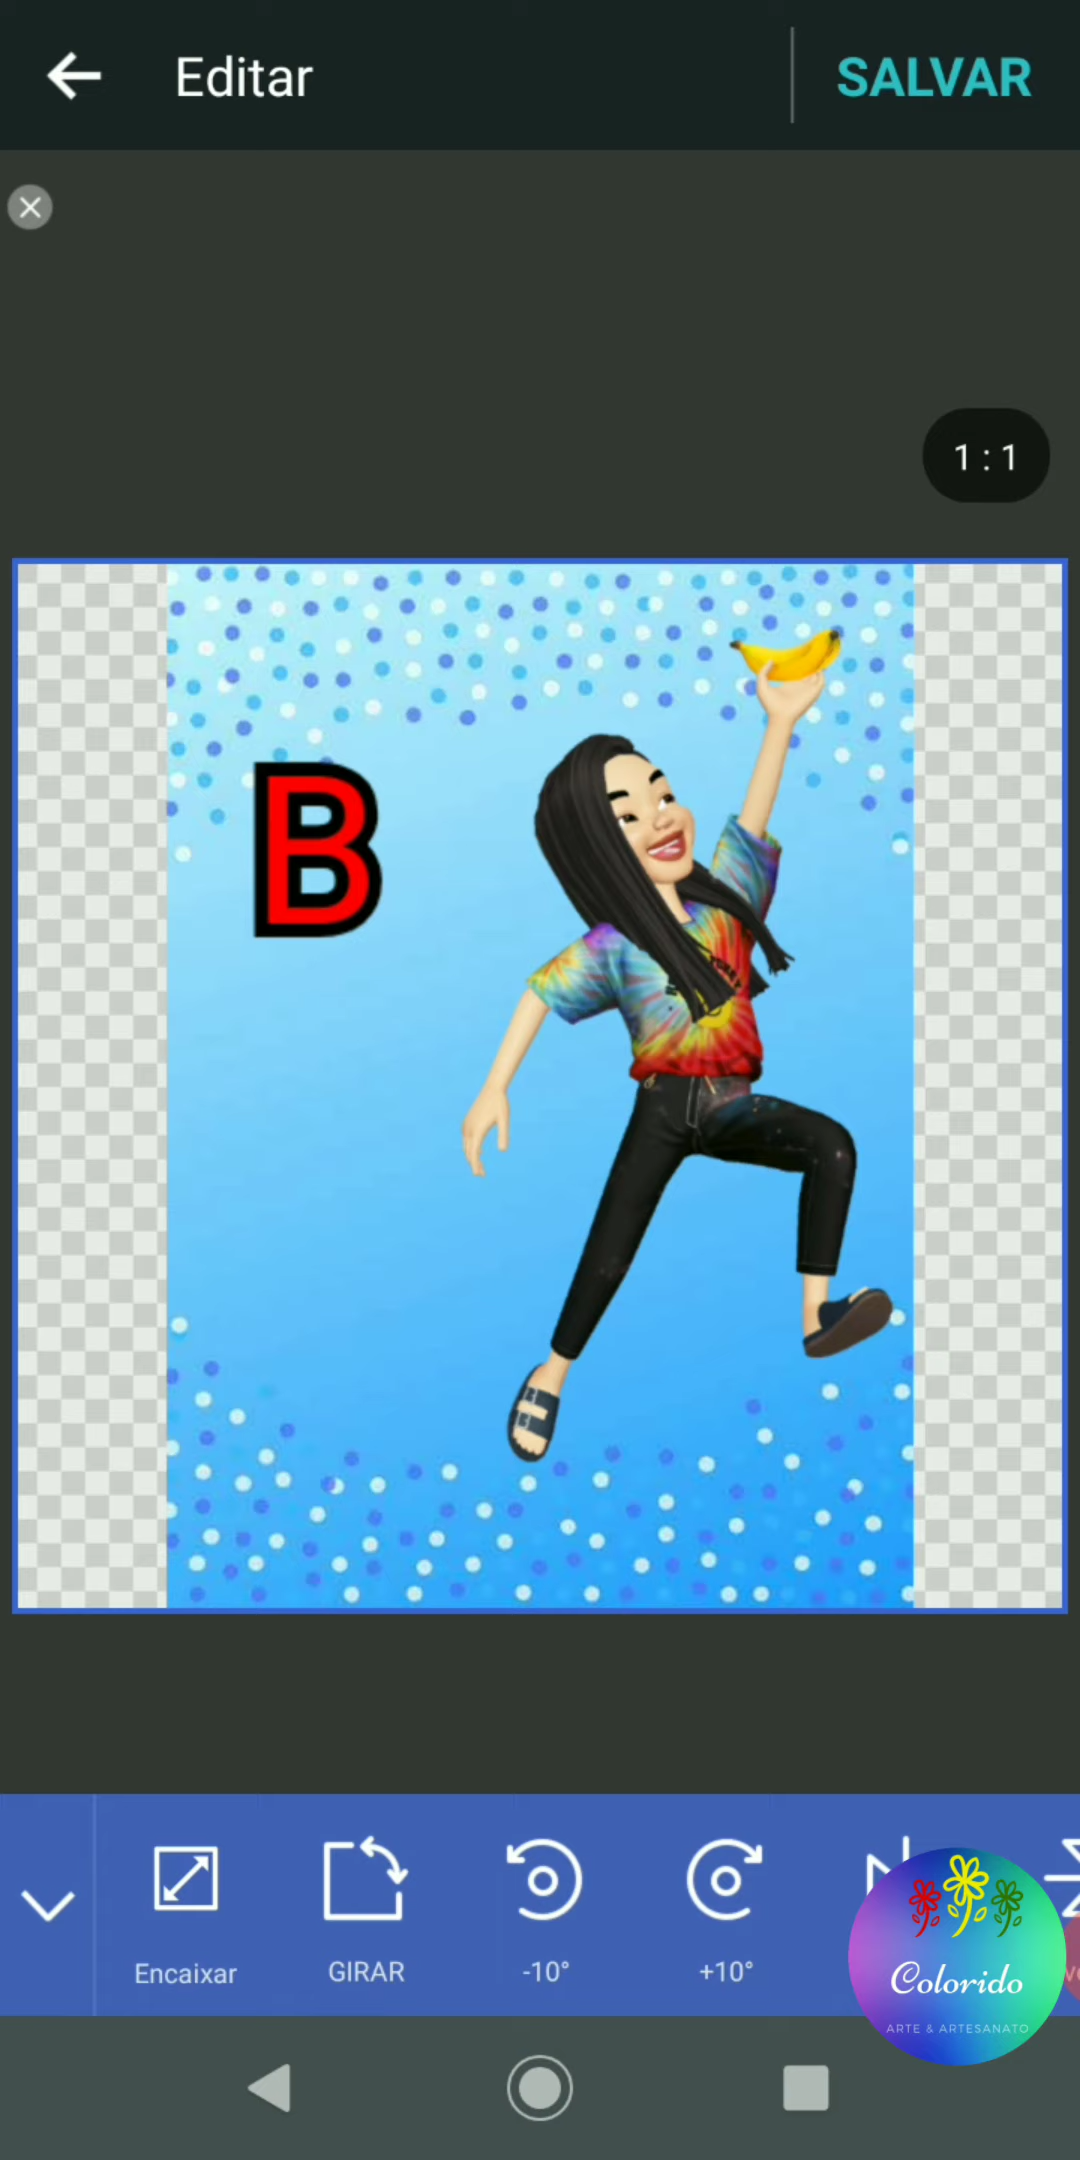 Editar
SALVAR
1 : 1
B
Encaixar
GIRAR
-10°
+10°
Colorido
ARTE & ARTESANATO